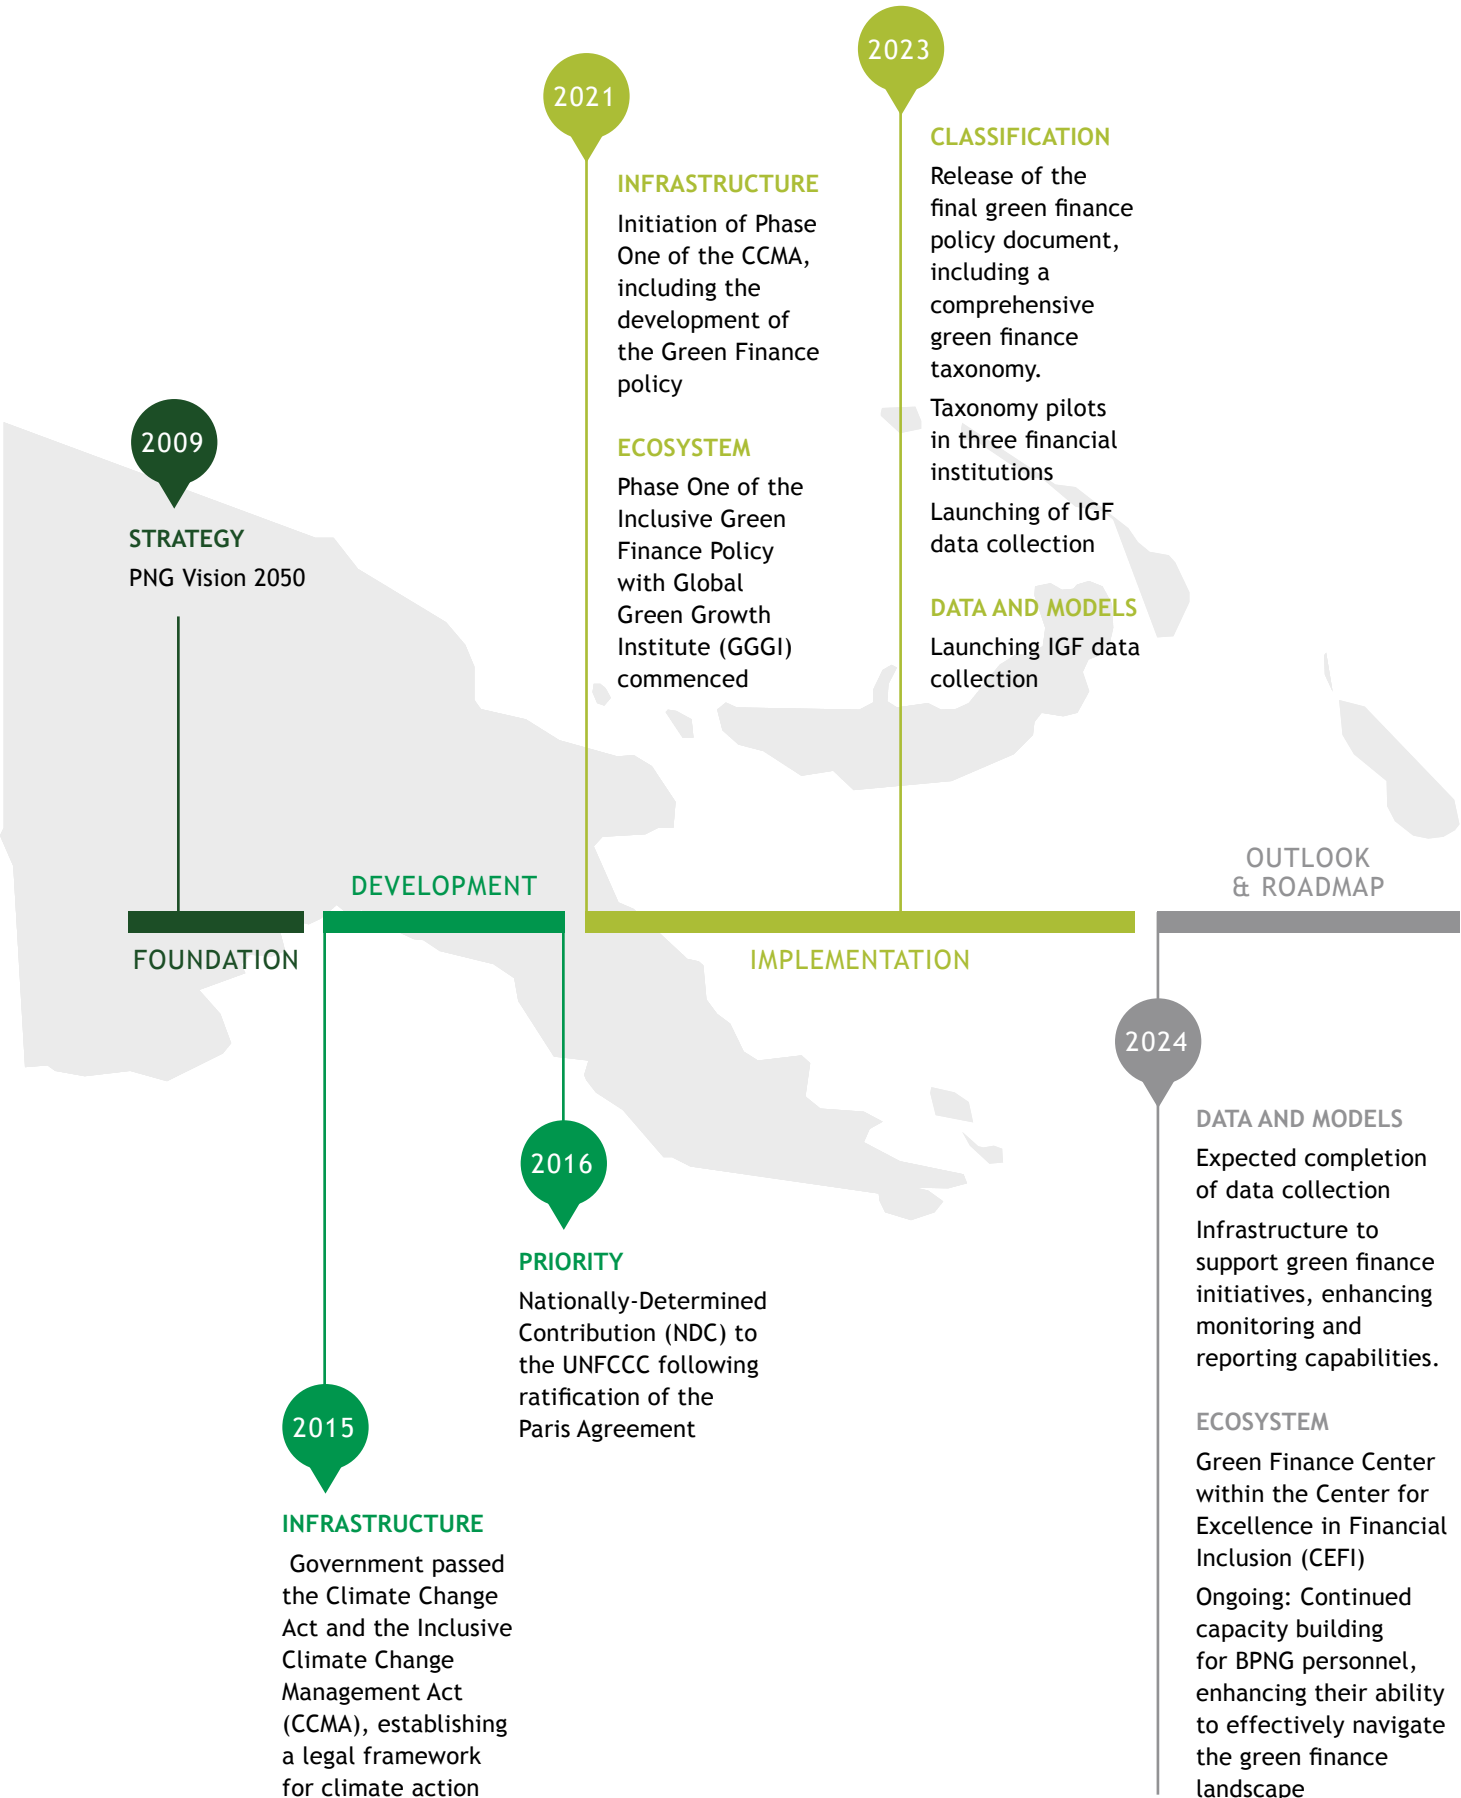 2009
STRATEGY
PNG Vision 2050
FOUNDATION
DEVELOPMENT
2015
INFRASTRUCTURE
Government passed
the Climate Change
Act and the Inclusive
Climate Change
Management Act
(CCMA), establishing
a legal framework
for climate action
2016
PRIORITY
Nationally-Determined
Contribution (NDC) to
the UNFCCC following
ratification of the
Paris Agreement
2021
INFRASTRUCTURE
Initiation of Phase
One of the CCMA,
including the
development of
the Green Finance
policy
ECOSYSTEM
Phase One of the
Inclusive Green
Finance Policy
with Global
Green Growth
Institute (GGGI)
commenced
2023
CLASSIFICATION
Release of the
final green finance
policy document,
including a
comprehensive
green finance
taxonomy.
Taxonomy pilots
in three financial
institutions
Launching of IGF
data collection
DATA AND MODELS
Launching IGF data
collection
IMPLEMENTATION
OUTLOOK
& ROADMAP
2024
DATA AND MODELS
Expected completion
of data collection
Infrastructure to
support green finance
initiatives, enhancing
monitoring and
reporting capabilities.
ECOSYSTEM
Green Finance Center
within the Center for
Excellence in Financial
Inclusion (CEFI)
Ongoing: Continued
capacity building
for BPNG personnel,
enhancing their ability
to effectively navigate
the green finance
landscape